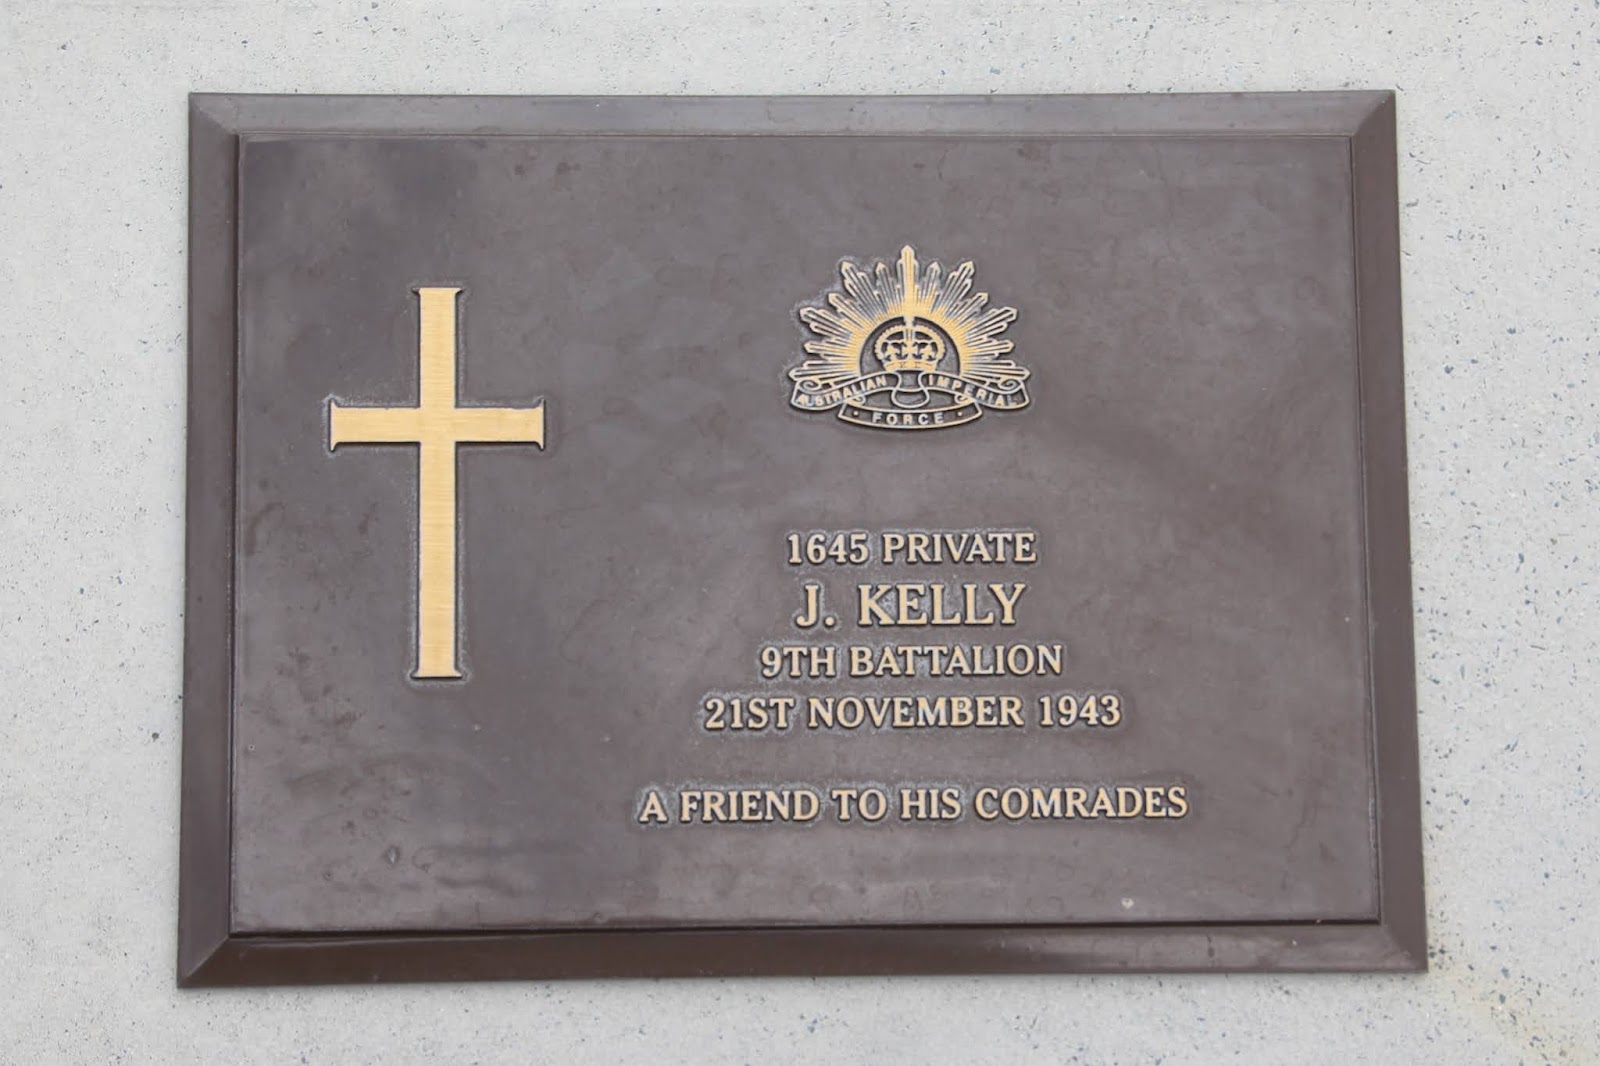 AUSTRALIAN IMPERIAL
FORCE
1645 PRIVATE
J. KELLY
9TH BATTALION
21ST NOVEMBER 1943
A FRIEND TO HIS COMRADES